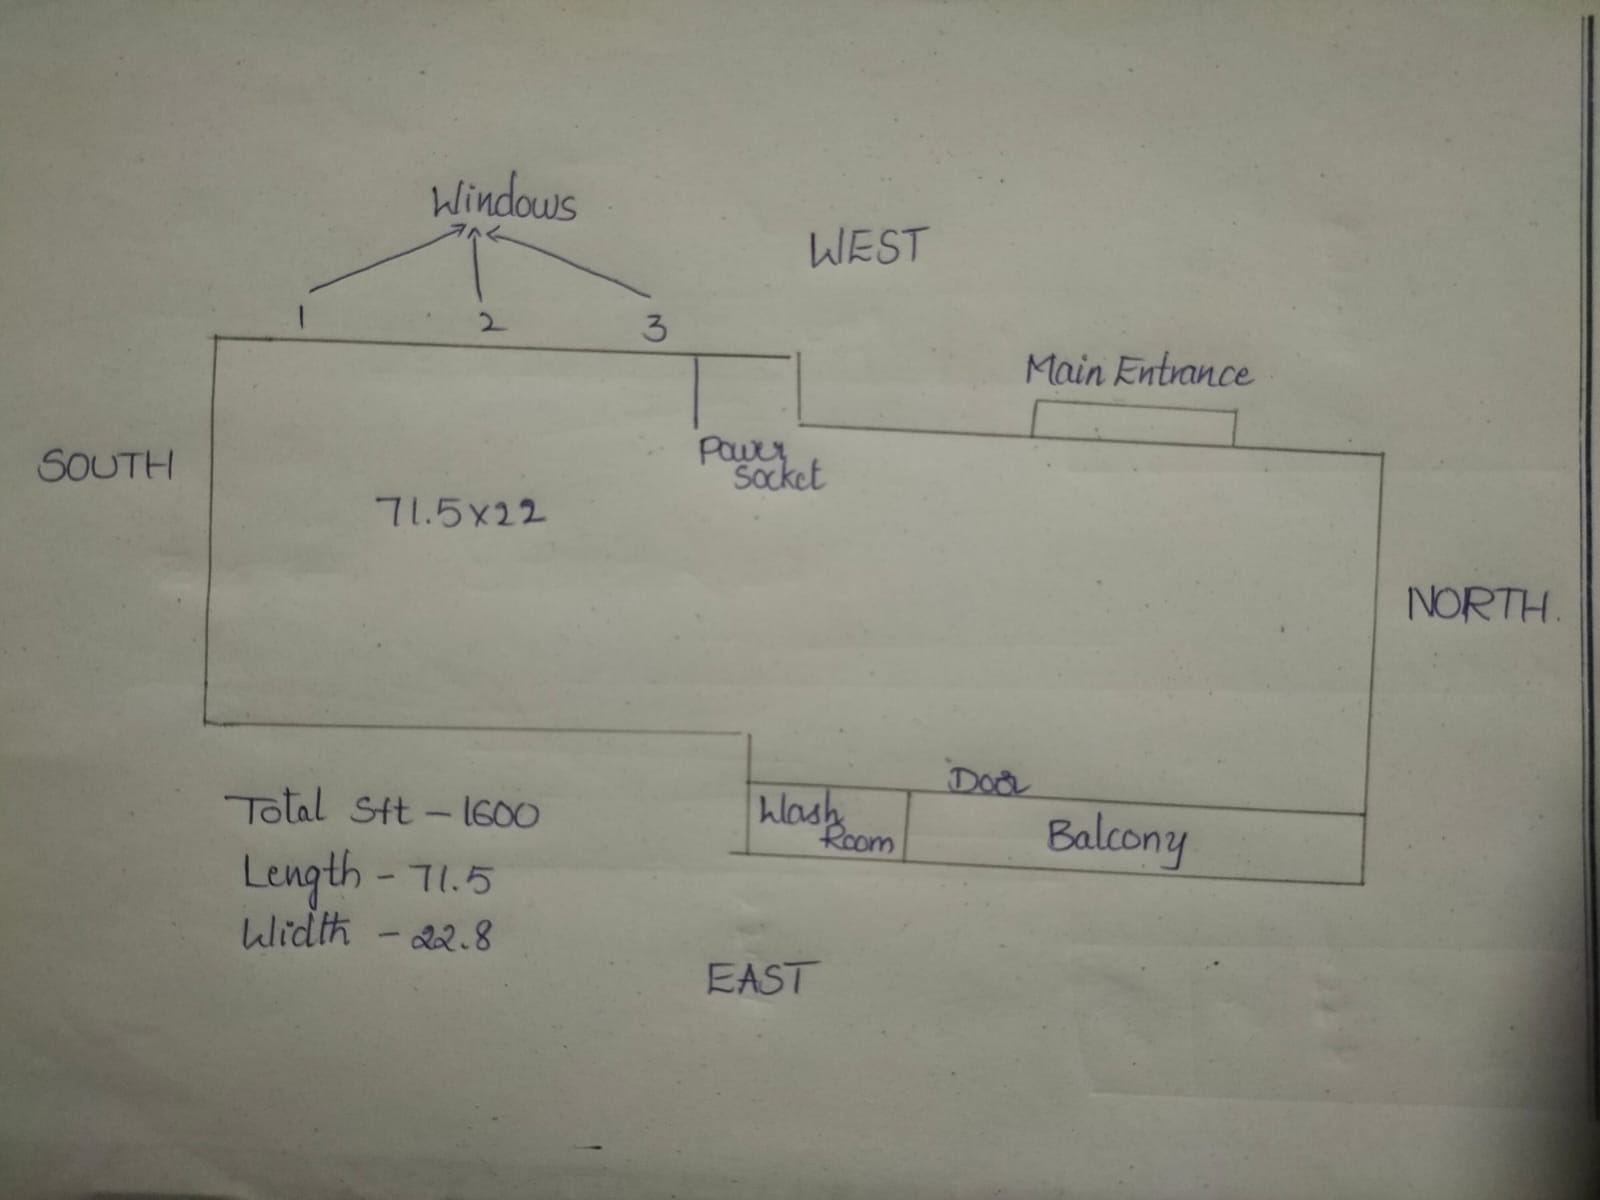 Windows
WEST
1 2 3
Main Entrance
Power
Socket
SOUTH
71.5x22
NORTH.
Door
Wash
Room
Balcony
Total Sft – 1600
Length – 71.5
Width – 22.8
EAST